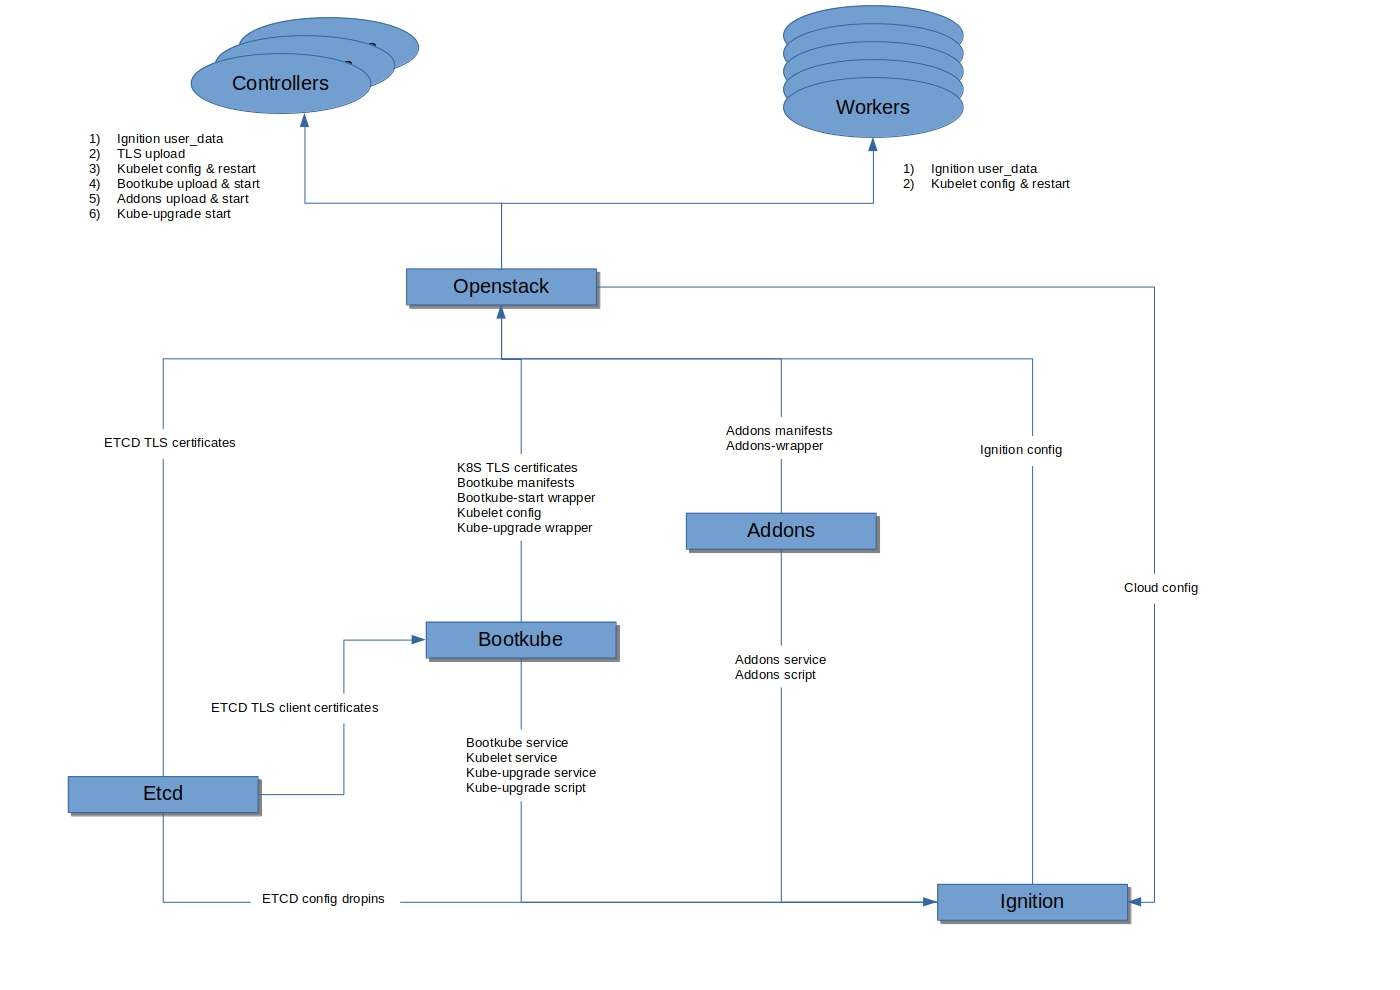 Controllers
Workers
1) Ignition user_data
2) TLS upload
3) Kubelet config & restart
4) Bootkube upload & start
5) Addons upload & start
6) Kube-upgrade start
1) Ignition user_data
2) Kubelet config & restart
Openstack
ETCD TLS certificates
Addons manifests
Addons-wrapper
Ignition config
K8S TLS certificates
Bootkube manifests
Bootkube-start wrapper
Kubelet config
Kube-upgrade wrapper
Addons
Cloud config
Bootkube
Addons service
Addons script
ETCD TLS client certificates
Bootkube service
Kubelet service
Kube-upgrade service
Kube-upgrade script
Etcd
ETCD config dropins
Ignition